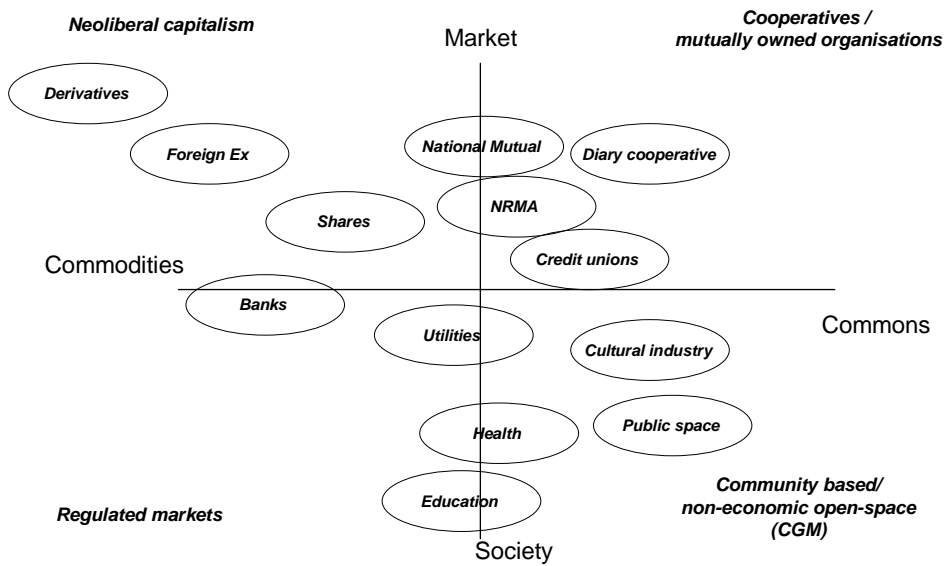 Neoliberal capitalism
Cooperatives /
mutually owned organisations
Market
Derivatives
Foreign Ex
National Mutual
Diary cooperative
Shares
NRMA
Credit unions
Commodities
Banks
Commons
Utilities
Cultural industry
Health
Public space
Education
Regulated markets
Community based/
non-economic open-space
(CGM)
Society